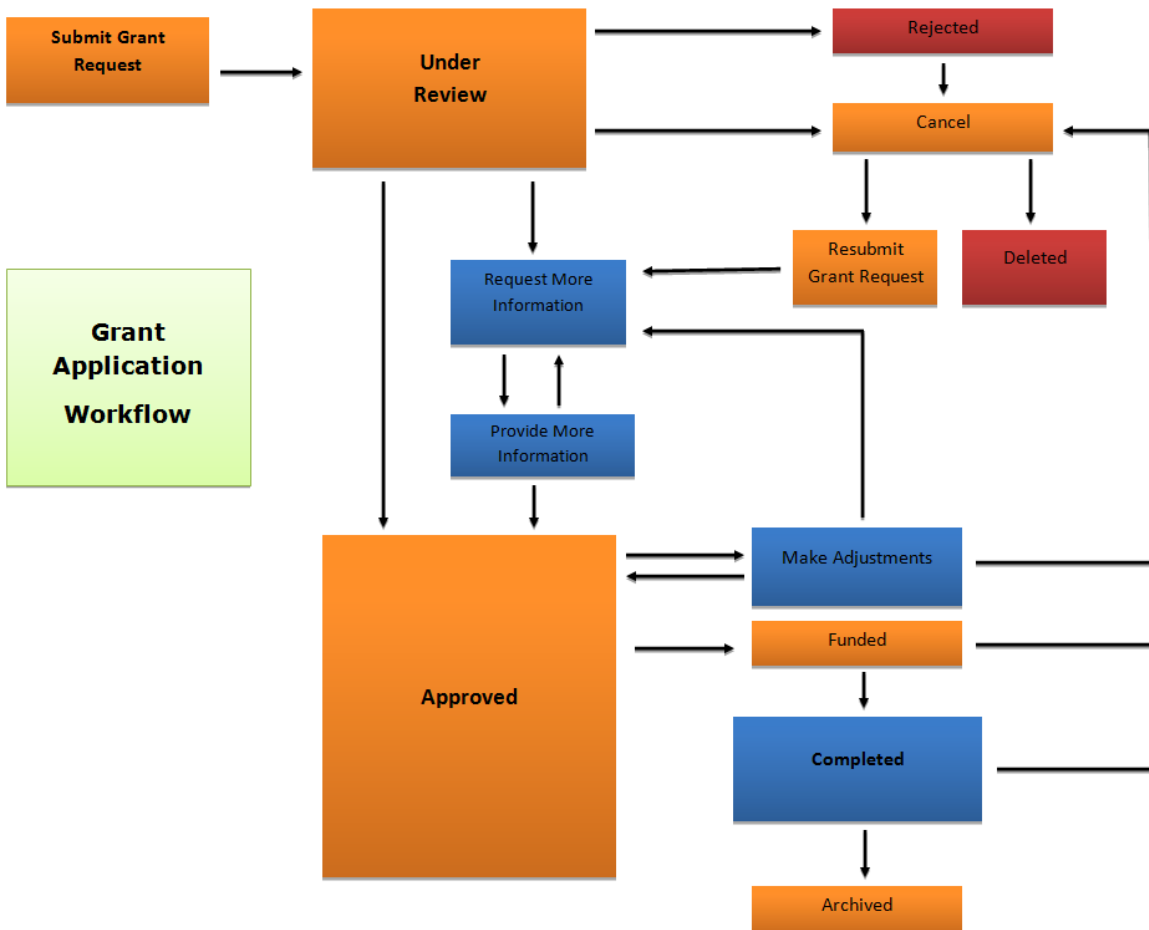 Submit Grant
Request
Under
Review
Rejected
Cancel
Resubmit
Grant Request
Deleted
Request More
Information
Grant
Application
Workflow
Provide More
Information
Make Adjustments
Funded
Approved
Completed
Archived